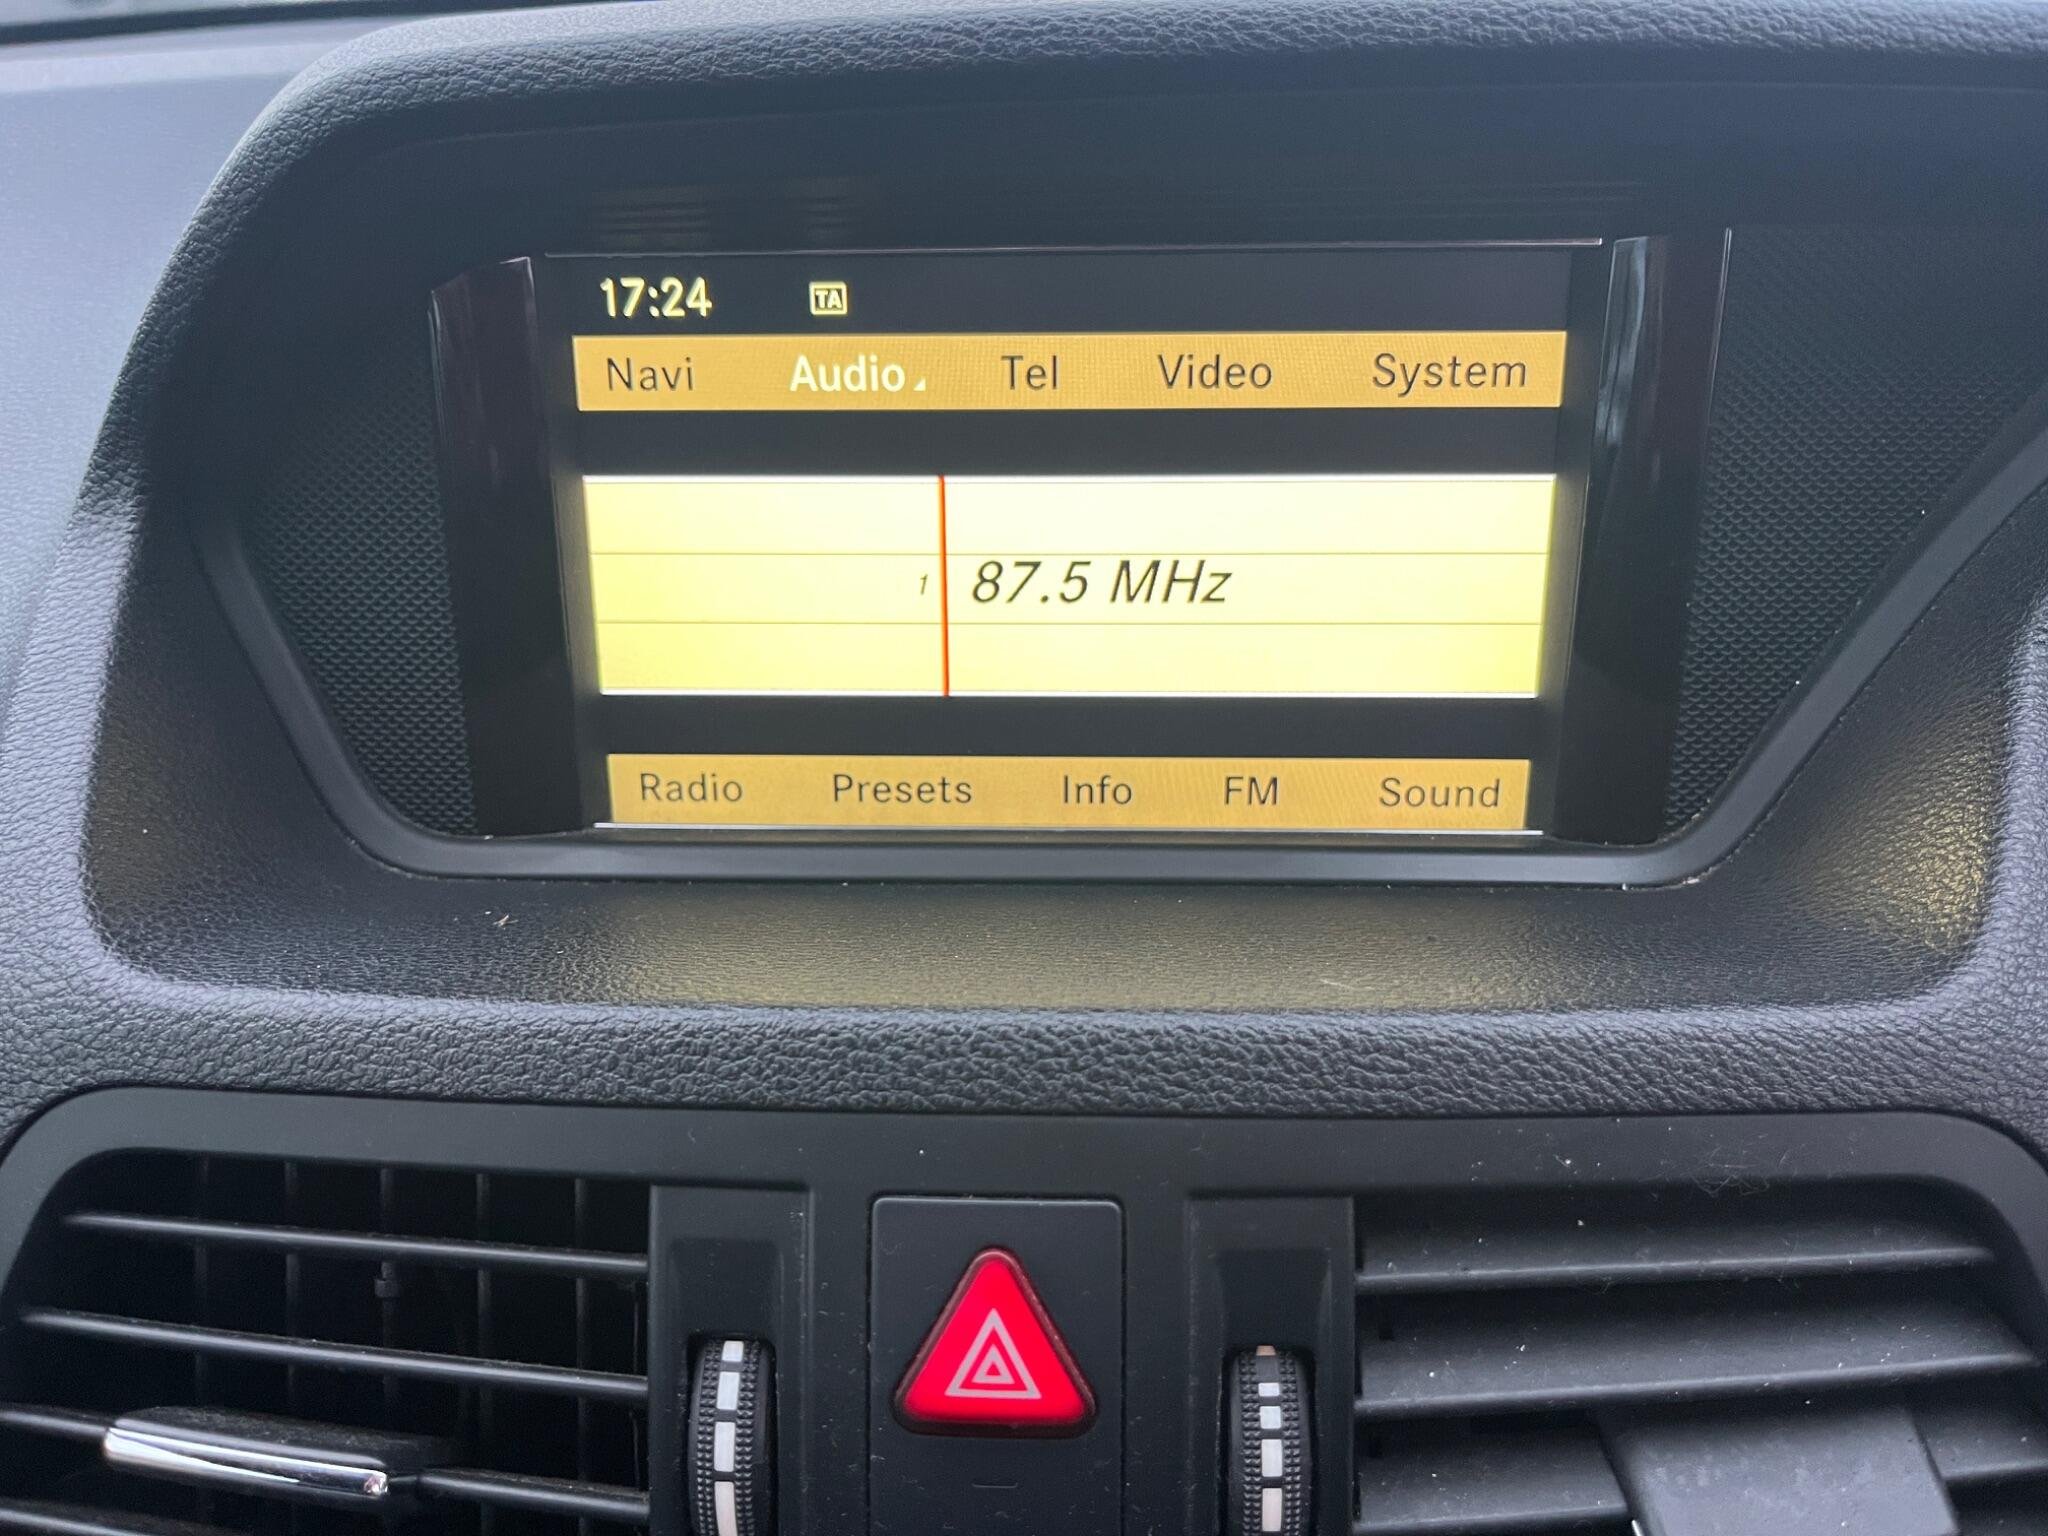 17:24 TA
Navi Audio Tel Video System
1 87.5 MHz
Radio Presets Info FM Sound